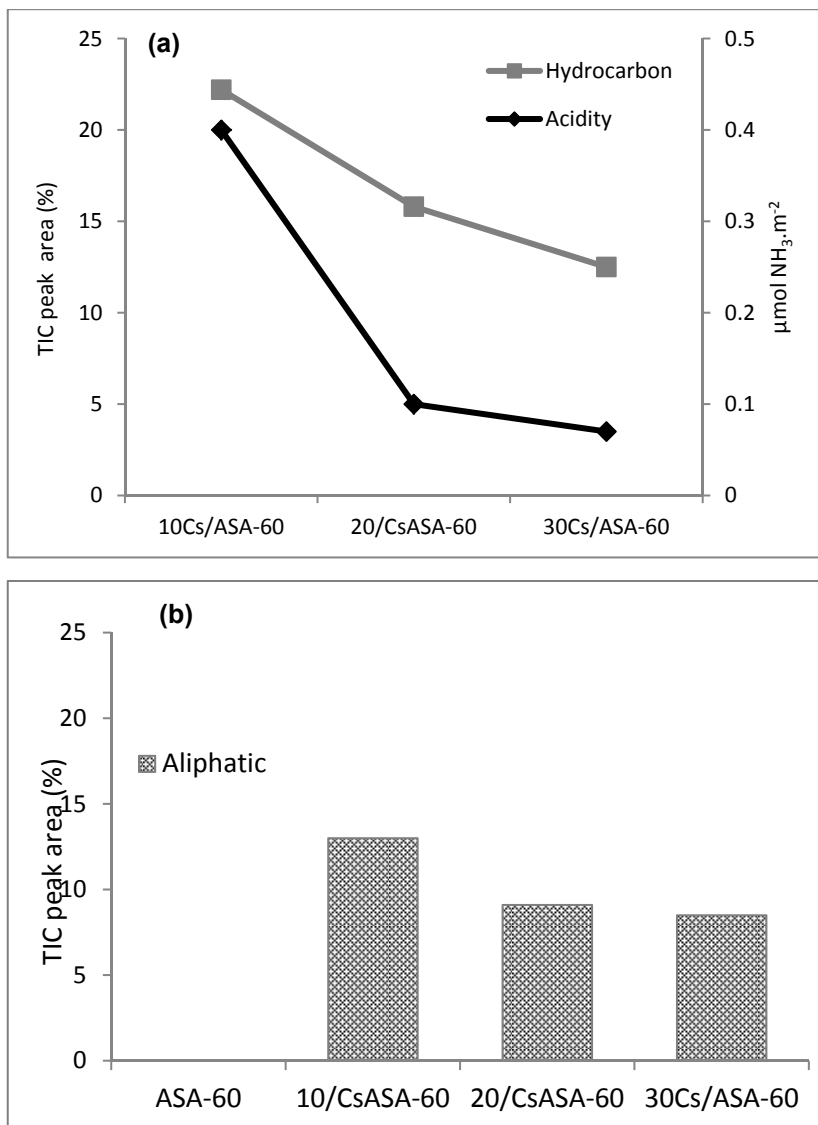 (a)
25
20
15
10
5
0
TIC peak area (%)
Hydrocarbon
Acidity
0.5
0.4
0.3
0.2
0.1
0
µmol NH₃.m⁻²
10Cs/ASA-60 20/CsASA-60 30Cs/ASA-60
(b)
25
20
15
10
5
0
TIC peak area (%)
Aliphatic
ASA-60 10/CsASA-60 20/CsASA-60 30Cs/ASA-60